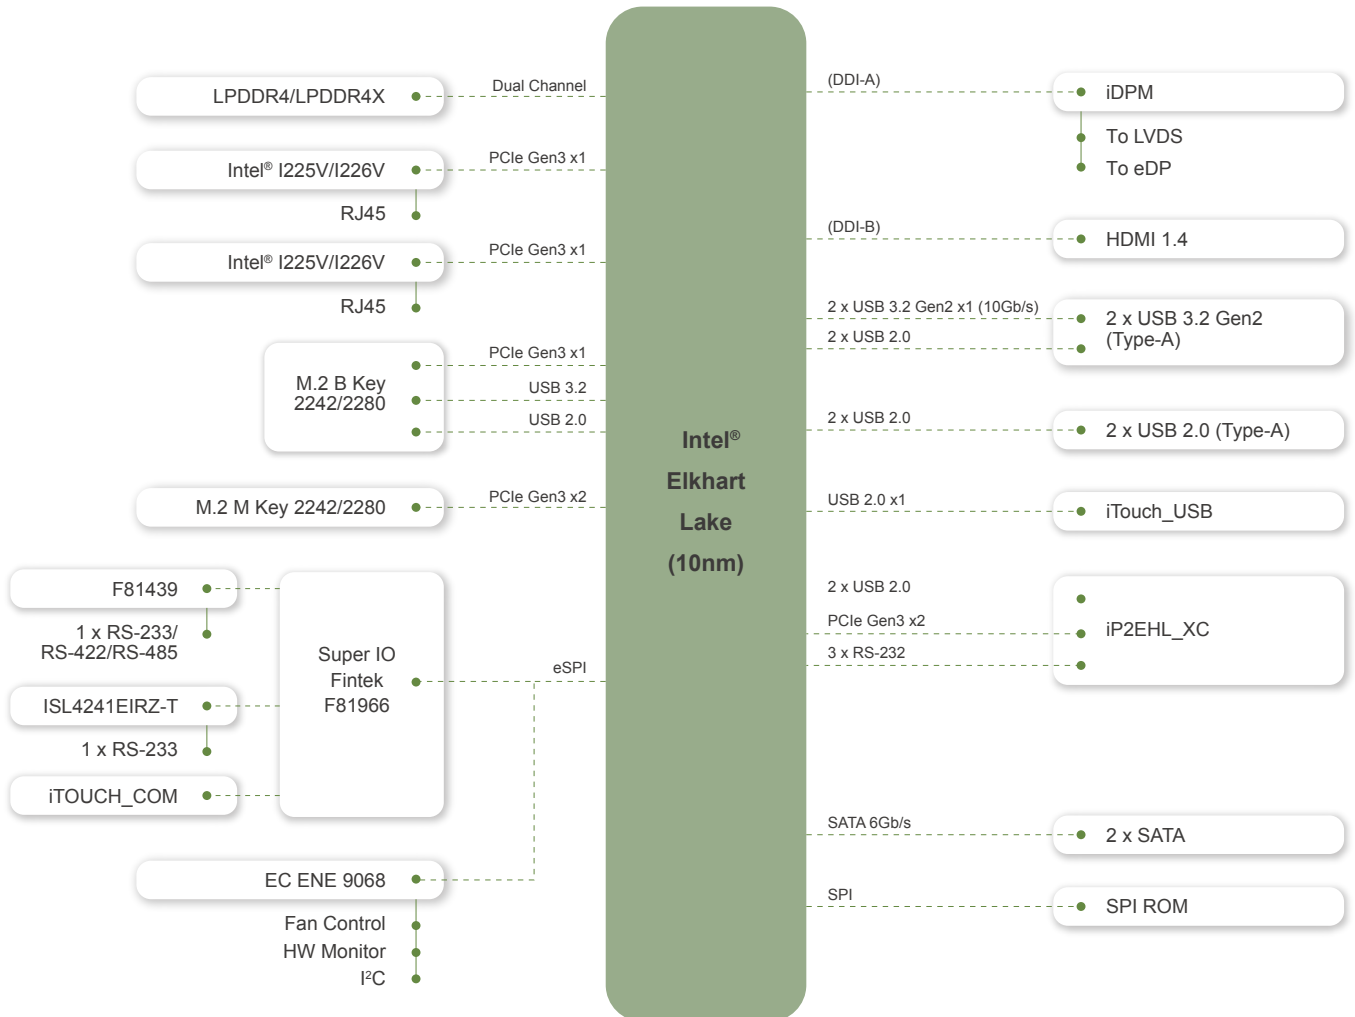 LPDDR4/LPDDR4X
Dual Channel
Intel® I225V/I226V
PCIe Gen3 x1
RJ45
Intel® I225V/I226V
PCIe Gen3 x1
RJ45
M.2 B Key
2242/2280
PCIe Gen3 x1
USB 3.2
USB 2.0
M.2 M Key 2242/2280
PCIe Gen3 x2
F81439
1 x RS-233/
RS-422/RS-485
ISL4241EIRZ-T
1 x RS-233
iTOUCH_COM
Super IO
Fintek
F81966
eSPI
EC ENE 9068
Fan Control
HW Monitor
I²C
Intel®
Elkhart
Lake
(10nm)
(DDI-A)
iDPM
To LVDS
To eDP
(DDI-B)
HDMI 1.4
2 x USB 3.2 Gen2 x1 (10Gb/s)
2 x USB 2.0
2 x USB 3.2 Gen2
(Type-A)
2 x USB 2.0
2 x USB 2.0 (Type-A)
USB 2.0 x1
iTouch_USB
2 x USB 2.0
PCIe Gen3 x2
3 x RS-232
iP2EHL_XC
SATA 6Gb/s
2 x SATA
SPI
SPI ROM